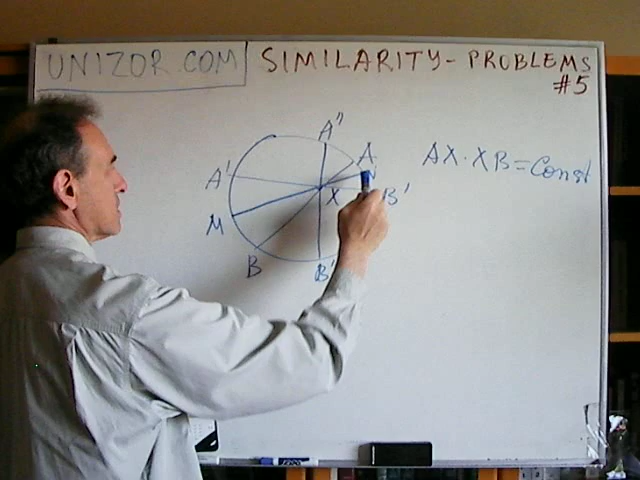 UNIZOR.COM SIMILARITY - PROBLEMS
#5
A"
A
N
A'
X
B'
M
B
B'
AX · XB = Const